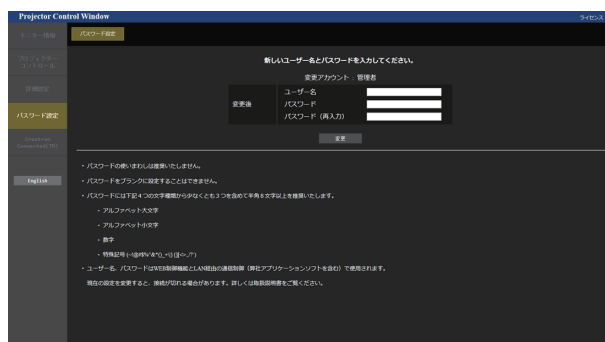 Projector Control Window
ライセンス
モニター情報
パスワード設定
プロジェクター
コントロール
新しいユーザー名とパスワードを入力してください。
変更アカウント : 管理者
詳細設定
ユーザー名
変更後
パスワード
パスワード設定
パスワード（再入力）
変更
Crestron
Connected(TM)
・パスワードの使いまわしは推奨いたしません。
English
・パスワードをブランクに設定することはできません。
・パスワードには下記４つの文字種類から少なくとも３つを含めて半角８文字以上を推奨いたします。
・アルファベット大文字
・アルファベット小文字
・数字
・特殊記号
・ユーザー名、パスワードはWEB制御機能とLAN経由の通信制御（弊社アプリケーションソフトを含む）で使用されます。
現在の設定を変更すると、接続が切れる場合があります。詳しくは取扱説明書をご覧ください。